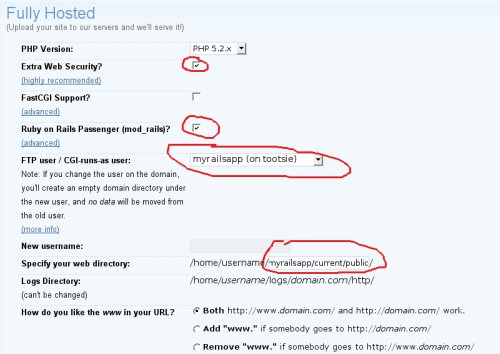 Fully Hosted
(Upload your site to our servers and we'll serve it!)
PHP Version: PHP 5.2.x
Extra Web Security?
(highly recommended)
FastCGI Support?
(advanced)
Ruby on Rails Passenger (mod_rails)?
(advanced)
FTP user / CGI-runs-as user: myrailsapp (on tootsie)
Note: If you change the user on the domain,
you'll create an empty domain directory under
the new user, and no data will be moved from
the old user.
(more info)
New username:
Specify your web directory: /home/username/myrailsapp/current/public/
Logs Directory: /home/username/logs/domain.com/http/
(can't be changed)
How do you like the www in your URL? Both http://www.domain.com/ and http://domain.com/ work.
Add "www." if somebody goes to http://domain.com/
Remove "www." if somebody goes to http://www.domain.com/